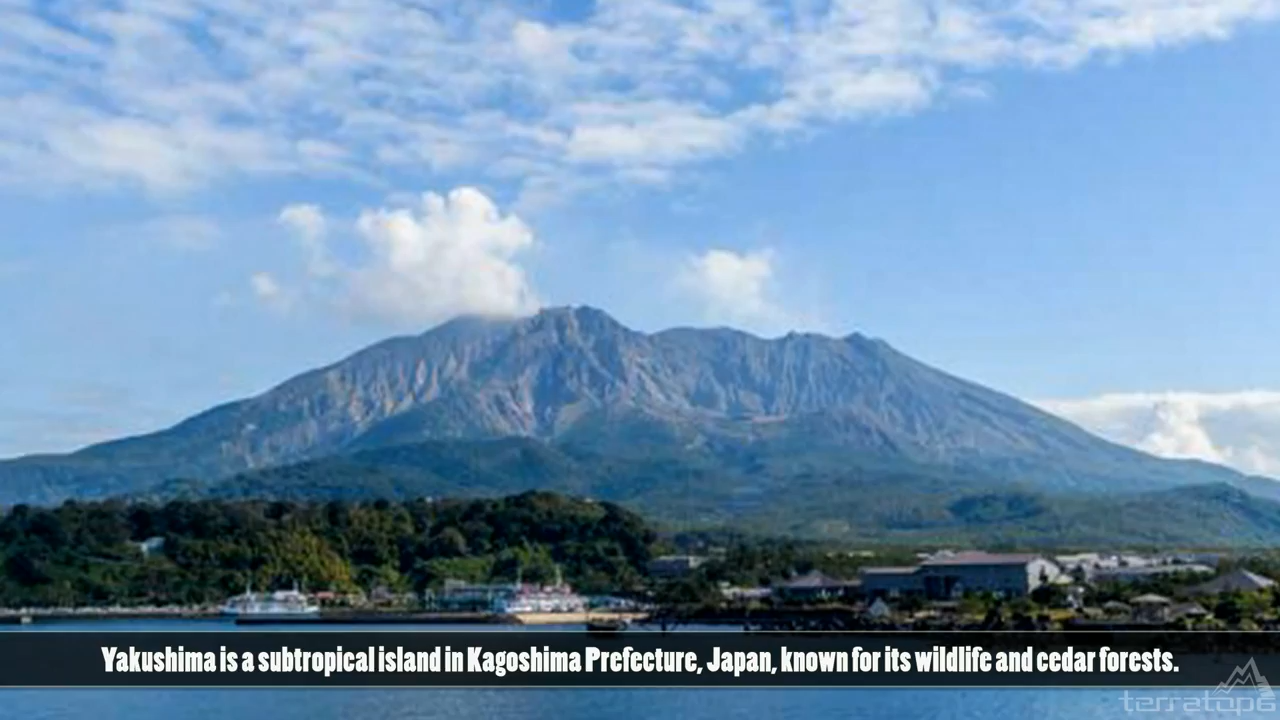 Yakushima is a subtropical island in Kagoshima Prefecture, Japan, known for its wildlife and cedar forests.
terratop6